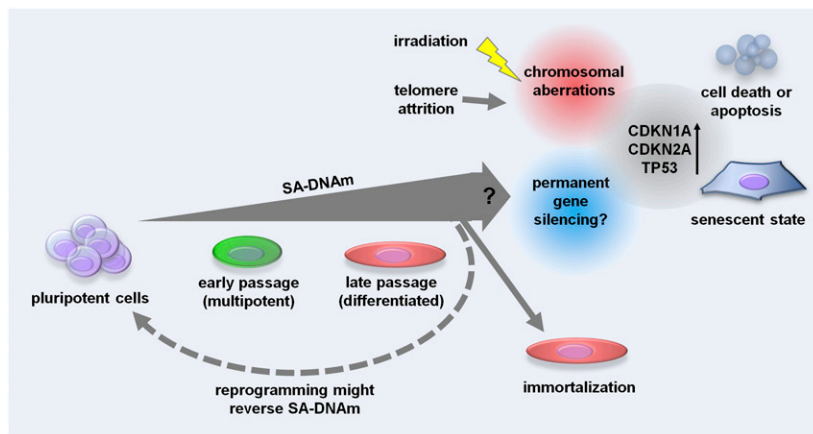 irradiation
telomere
attrition
chromosomal
aberrations
cell death or
apoptosis
CDKN1A
CDKN2A
TP53
SA-DNAm
?
permanent
gene
silencing?
senescent state
pluripotent cells
early passage
(multipotent)
late passage
(differentiated)
immortalization
reprogramming might
reverse SA-DNAm